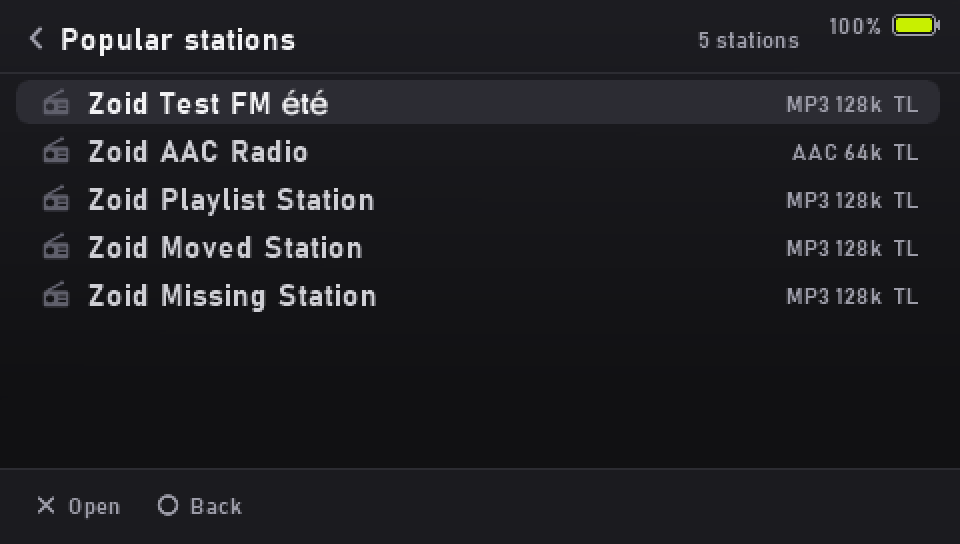 Popular stations
5 stations
100%
Zoid Test FM été MP3 128k TL
Zoid AAC Radio AAC 64k TL
Zoid Playlist Station MP3 128k TL
Zoid Moved Station MP3 128k TL
Zoid Missing Station MP3 128k TL
Open Back